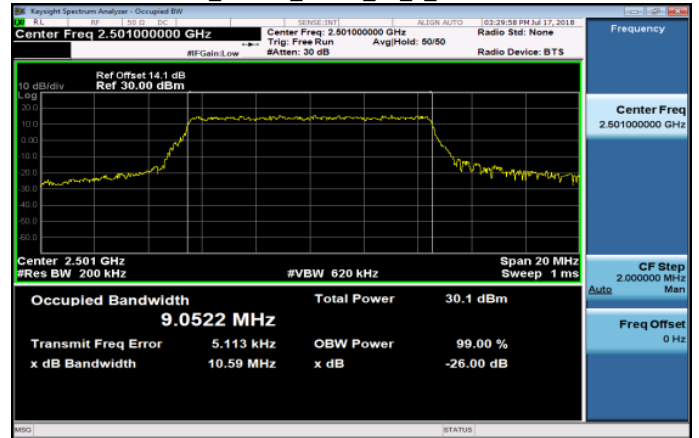 Keysight Spectrum Analyzer - Occupied BW
RL RF 50 Ω DC SENSE:INT ALIGN AUTO 03:29:58 PM Jul 17, 2018
Center Freq 2.501000000 GHz
Center Freq: 2.501000000 GHz Radio Std: None
Trig: Free Run Avg|Hold: 50/50
#IFGain:Low #Atten: 30 dB Radio Device: BTS
Frequency
Ref Offset 14.1 dB
10 dB/div Ref 30.00 dBm
Log
20.0
10.0
0.00
-10.0
-20.0
-30.0
-40.0
-50.0
-60.0
Center Freq
2.501000000 GHz
Center 2.501 GHz Span 20 MHz
#Res BW 200 kHz #VBW 620 kHz Sweep 1 ms
CF Step
2.000000 MHz
Auto Man
Occupied Bandwidth Total Power 30.1 dBm
9.0522 MHz
Transmit Freq Error 5.113 kHz OBW Power 99.00 %
x dB Bandwidth 10.59 MHz x dB -26.00 dB
Freq Offset
0 Hz
MSG STATUS